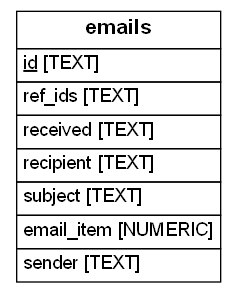 emails
id [TEXT]
ref_ids [TEXT]
received [TEXT]
recipient [TEXT]
subject [TEXT]
email_item [NUMERIC]
sender [TEXT]